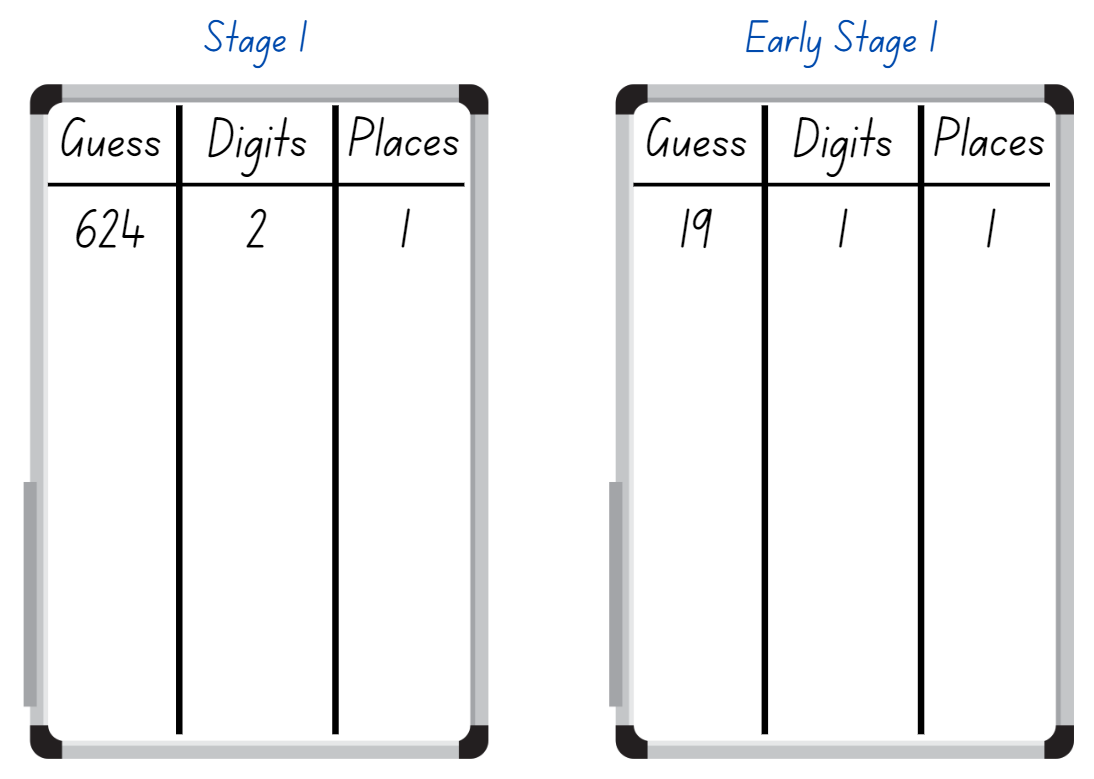 Stage 1
Guess Digits Places
624 2 1
Early Stage 1
Guess Digits Places
19 1 1